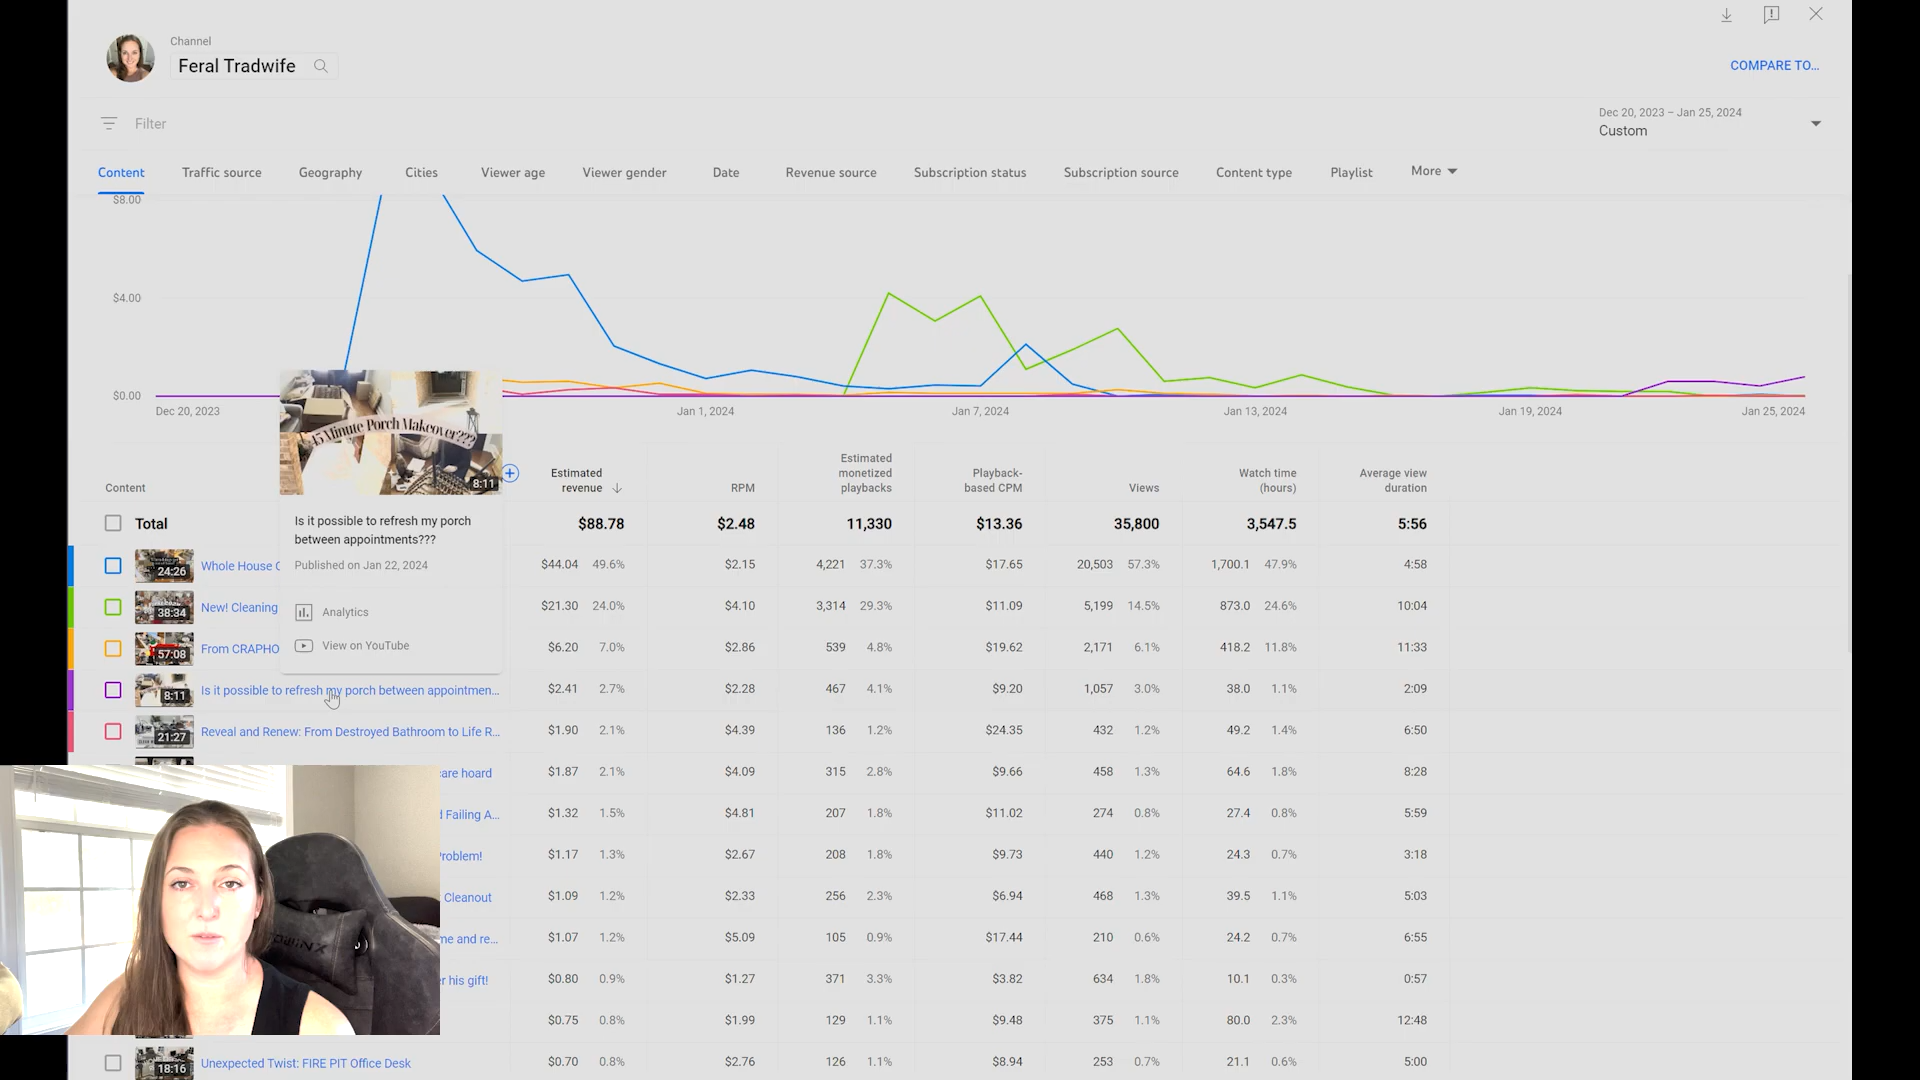 Channel
Feral Tradwife
COMPARE TO...
Filter
Dec 20, 2023 – Jan 25, 2024
Custom
Content Traffic source Geography Cities Viewer age Viewer gender Date Revenue source Subscription status Subscription source Content type Playlist More
$8.00
$4.00
$0.00
Dec 20, 2023 Jan 1, 2024 Jan 7, 2024 Jan 13, 2024 Jan 19, 2024 Jan 25, 2024
15 Minute Porch Makeover???
8:11
Is it possible to refresh my porch
between appointments???
Published on Jan 22, 2024
Analytics
View on YouTube
Content
Estimated
revenue
RPM
Estimated
monetized
playbacks
Playback-
based CPM
Views
Watch time
(hours)
Average view
duration
Total $88.78 $2.48 11,330 $13.36 35,800 3,547.5 5:56
24:26 Whole House $44.04 49.6% $2.15 4,221 37.3% $17.65 20,503 57.3% 1,700.1 47.9% 4:58
38:34 New! Cleaning $21.30 24.0% $4.10 3,314 29.3% $11.09 5,199 14.5% 873.0 24.6% 10:04
57:08 From CRAPHO $6.20 7.0% $2.86 539 4.8% $19.62 2,171 6.1% 418.2 11.8% 11:33
8:11 Is it possible to refresh my porch between appointmen... $2.41 2.7% $2.28 467 4.1% $9.20 1,057 3.0% 38.0 1.1% 2:09
21:27 Reveal and Renew: From Destroyed Bathroom to Life R... $1.90 2.1% $4.39 136 1.2% $24.35 432 1.2% 49.2 1.4% 6:50
care hoard $1.87 2.1% $4.09 315 2.8% $9.66 458 1.3% 64.6 1.8% 8:28
d Failing A... $1.32 1.5% $4.81 207 1.8% $11.02 274 0.8% 27.4 0.8% 5:59
Problem! $1.17 1.3% $2.67 208 1.8% $9.73 440 1.2% 24.3 0.7% 3:18
Cleanout $1.09 1.2% $2.33 256 2.3% $6.94 468 1.3% 39.5 1.1% 5:03
me and re... $1.07 1.2% $5.09 105 0.9% $17.44 210 0.6% 24.2 0.7% 6:55
r his gift! $0.80 0.9% $1.27 371 3.3% $3.82 634 1.8% 10.1 0.3% 0:57
$0.75 0.8% $1.99 129 1.1% $9.48 375 1.1% 80.0 2.3% 12:48
18:16 Unexpected Twist: FIRE PIT Office Desk $0.70 0.8% $2.76 126 1.1% $8.94 253 0.7% 21.1 0.6% 5:00